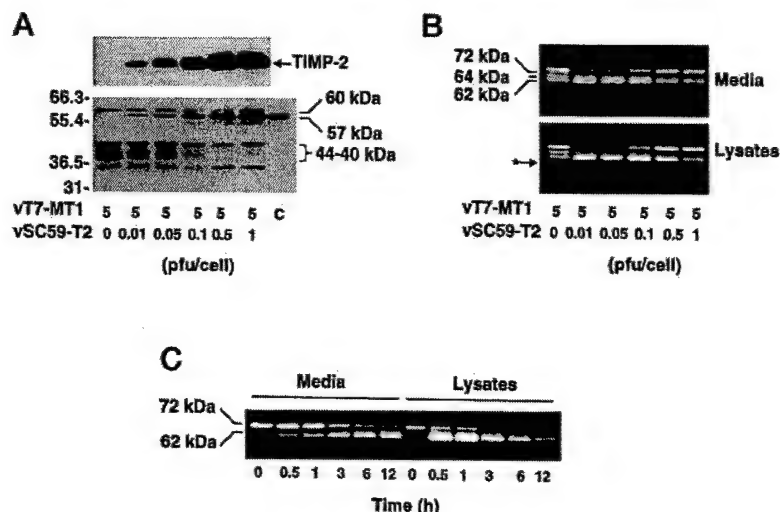 A
TIMP-2
66.3-
55.4-
36.5-
31-
60 kDa
57 kDa
44-40 kDa
vT7-MT1 5 5 5 5 5 5 C
vSC59-T2 0 0.01 0.05 0.1 0.5 1
(pfu/cell)
B
72 kDa
64 kDa
62 kDa
Media
Lysates
vT7-MT1 5 5 5 5 5 5
vSC59-T2 0 0.01 0.05 0.1 0.5 1
(pfu/cell)
C
Media Lysates
72 kDa
62 kDa
0 0.5 1 3 6 12 0 0.5 1 3 6 12
Time (h)